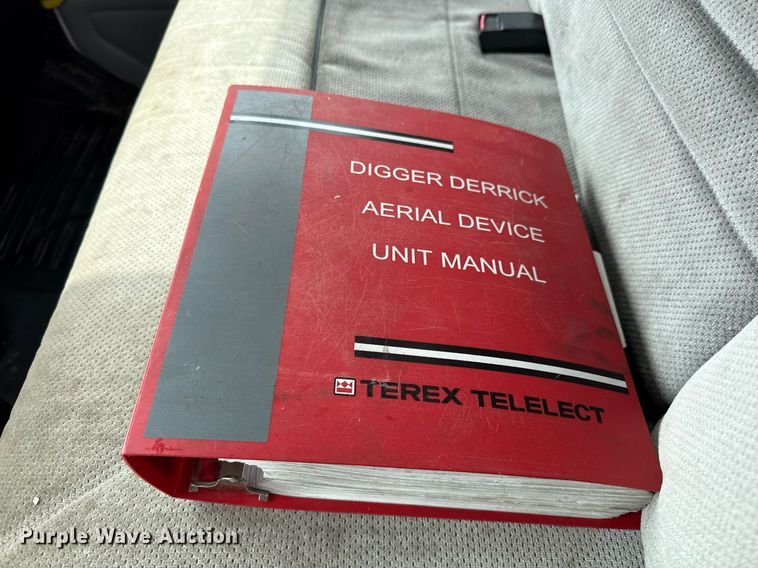 DIGGER DERRICK
AERIAL DEVICE
UNIT MANUAL
TEREX TELELECT
Purple Wave Auction